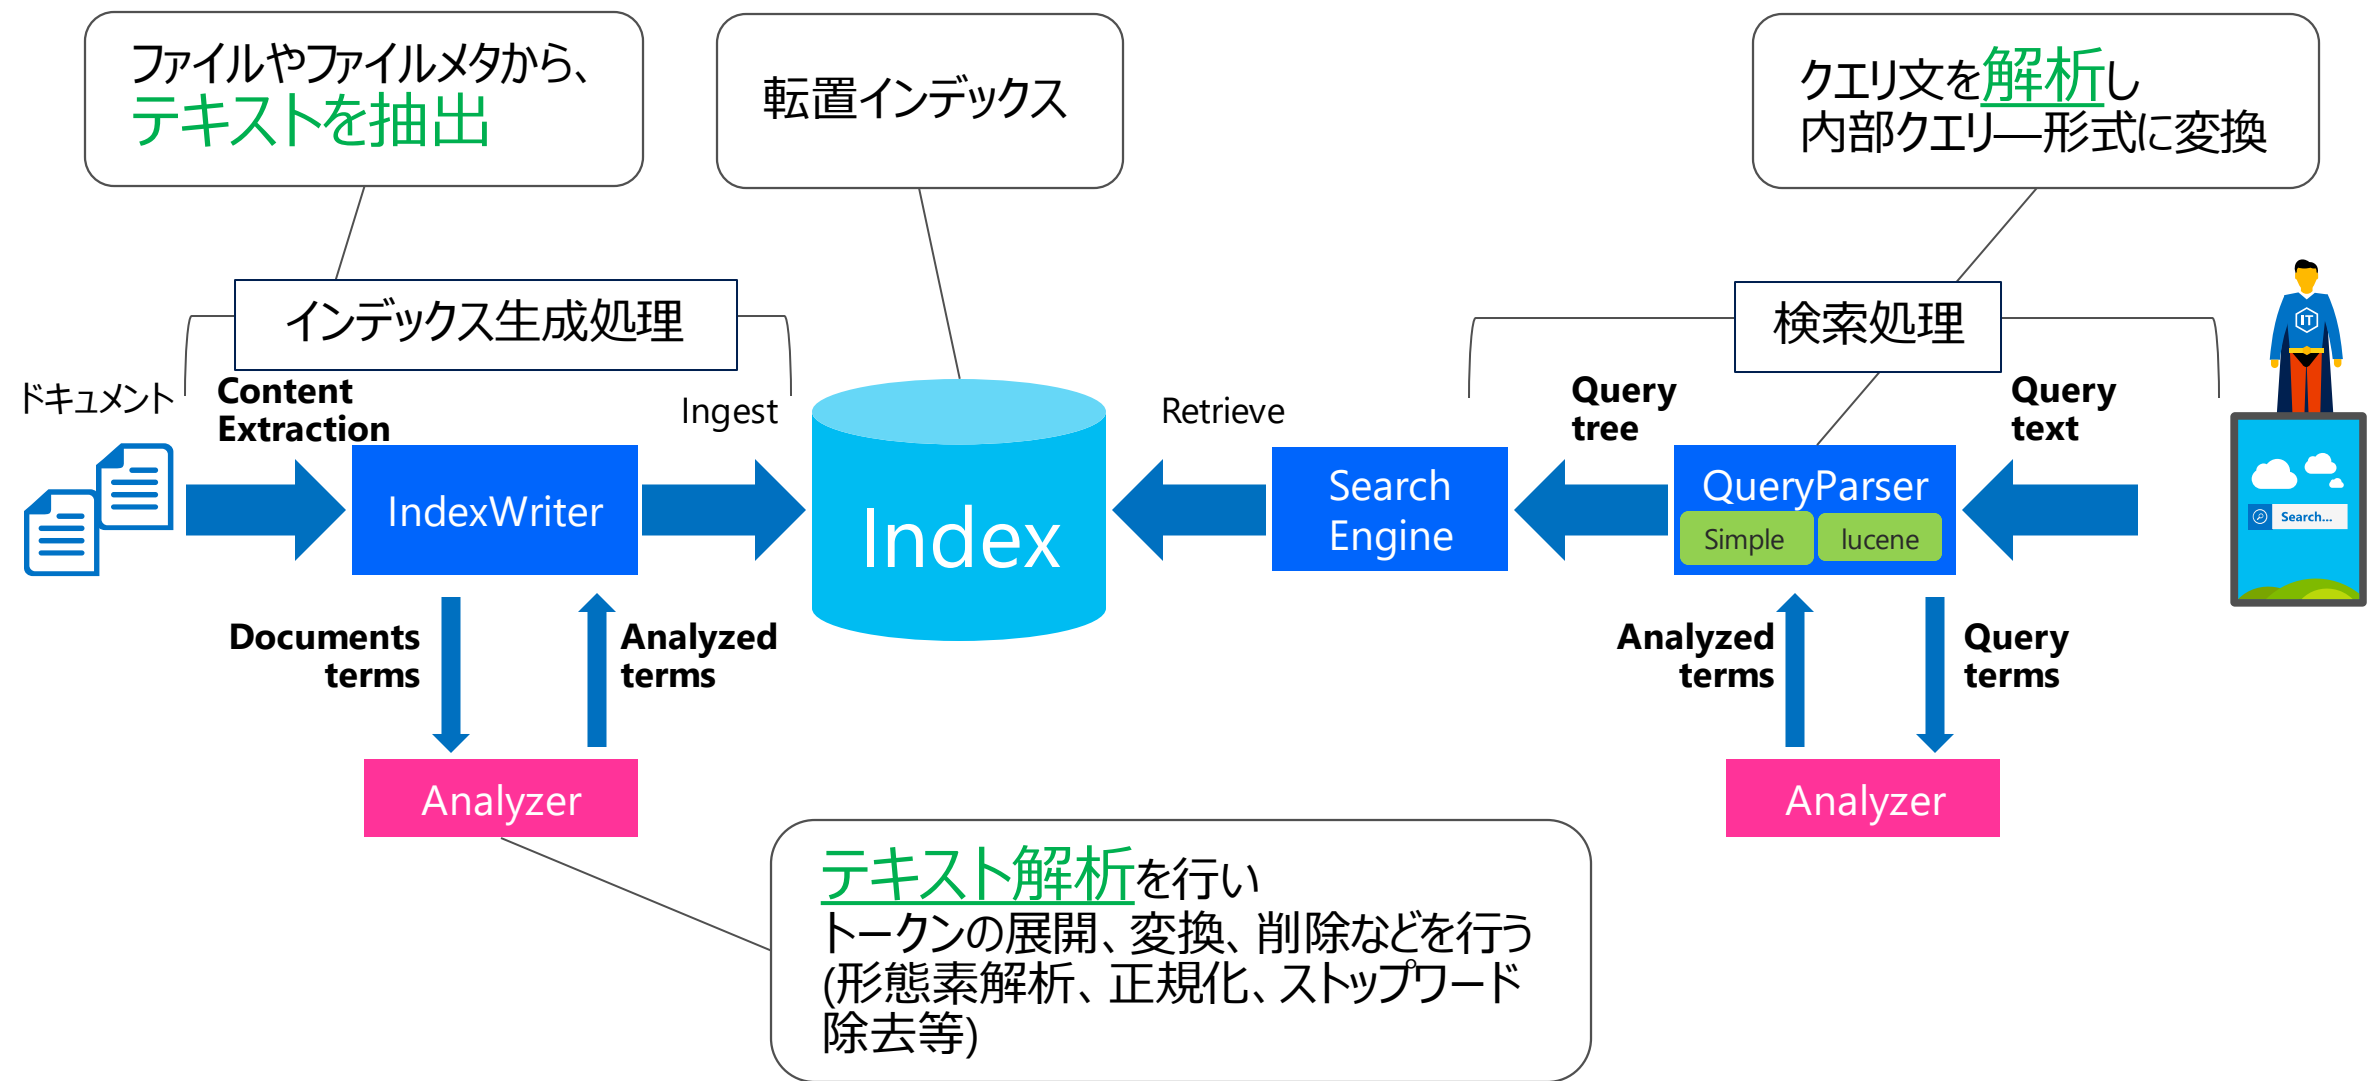 ファイルやファイルメタから、
テキストを抽出
転置インデックス
クエリ文を解析し
内部クエリ―形式に変換
インデックス生成処理
検索処理
ドキュメント
Content
Extraction
Ingest
Retrieve
Query
tree
Query
text
IndexWriter
Index
Search
Engine
QueryParser
Simple
lucene
IT
Search...
Documents
terms
Analyzed
terms
Analyzed
terms
Query
terms
Analyzer
Analyzer
テキスト解析を行い
トークンの展開、変換、削除などを行う
(形態素解析、正規化、ストップワード
除去等)